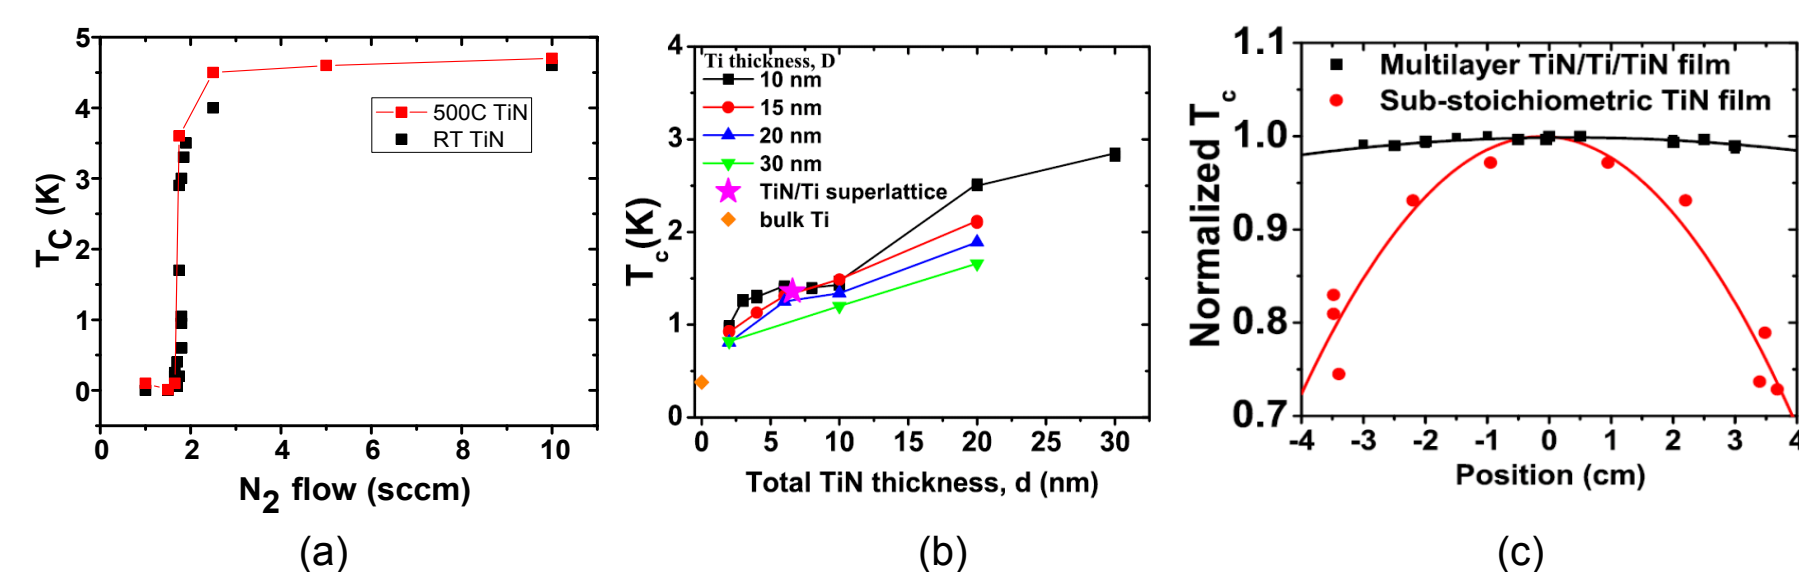 5
4
3
2
1
0
T_C (K)
500C TiN
RT TiN
0
2
4
6
8
10
N_2 flow (sccm)
(a)
4
3
2
1
0
T_c(K)
Ti thickness, D
10 nm
15 nm
20 nm
30 nm
TiN/Ti superlattice
bulk Ti
0
5
10
15
20
25
30
Total TiN thickness, d (nm)
(b)
1.1
1.0
0.9
0.8
0.7
Normalized T_c
Multilayer TiN/Ti/TiN film
Sub-stoichiometric TiN film
-4
-3
-2
-1
0
1
2
3
4
Position (cm)
(c)